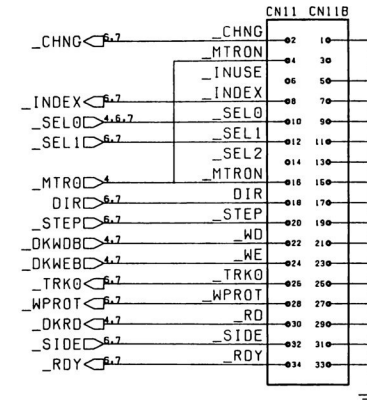 CN11 CN11B
_CHNG 6,7 _CHNG 2 1
_MTRON 4 3
_INUSE 6 5
_INDEX 6,7 _INDEX 8 7
_SEL0 4,6,7 _SEL0 10 9
_SEL1 6,7 _SEL1 12 11
_SEL2 14 13
_MTR0 4 _MTRON 16 15
DIR 6,7 DIR 18 17
_STEP 6,7 _STEP 20 19
_DKWDB 4,7 _WD 22 21
_DKWEB 4,7 _WE 24 23
_TRK0 6,7 _TRK0 26 25
_WPROT 6,7 _WPROT 28 27
_DKRD 4,7 _RD 30 29
_SIDE 6,7 _SIDE 32 31
_RDY 6,7 _RDY 34 33